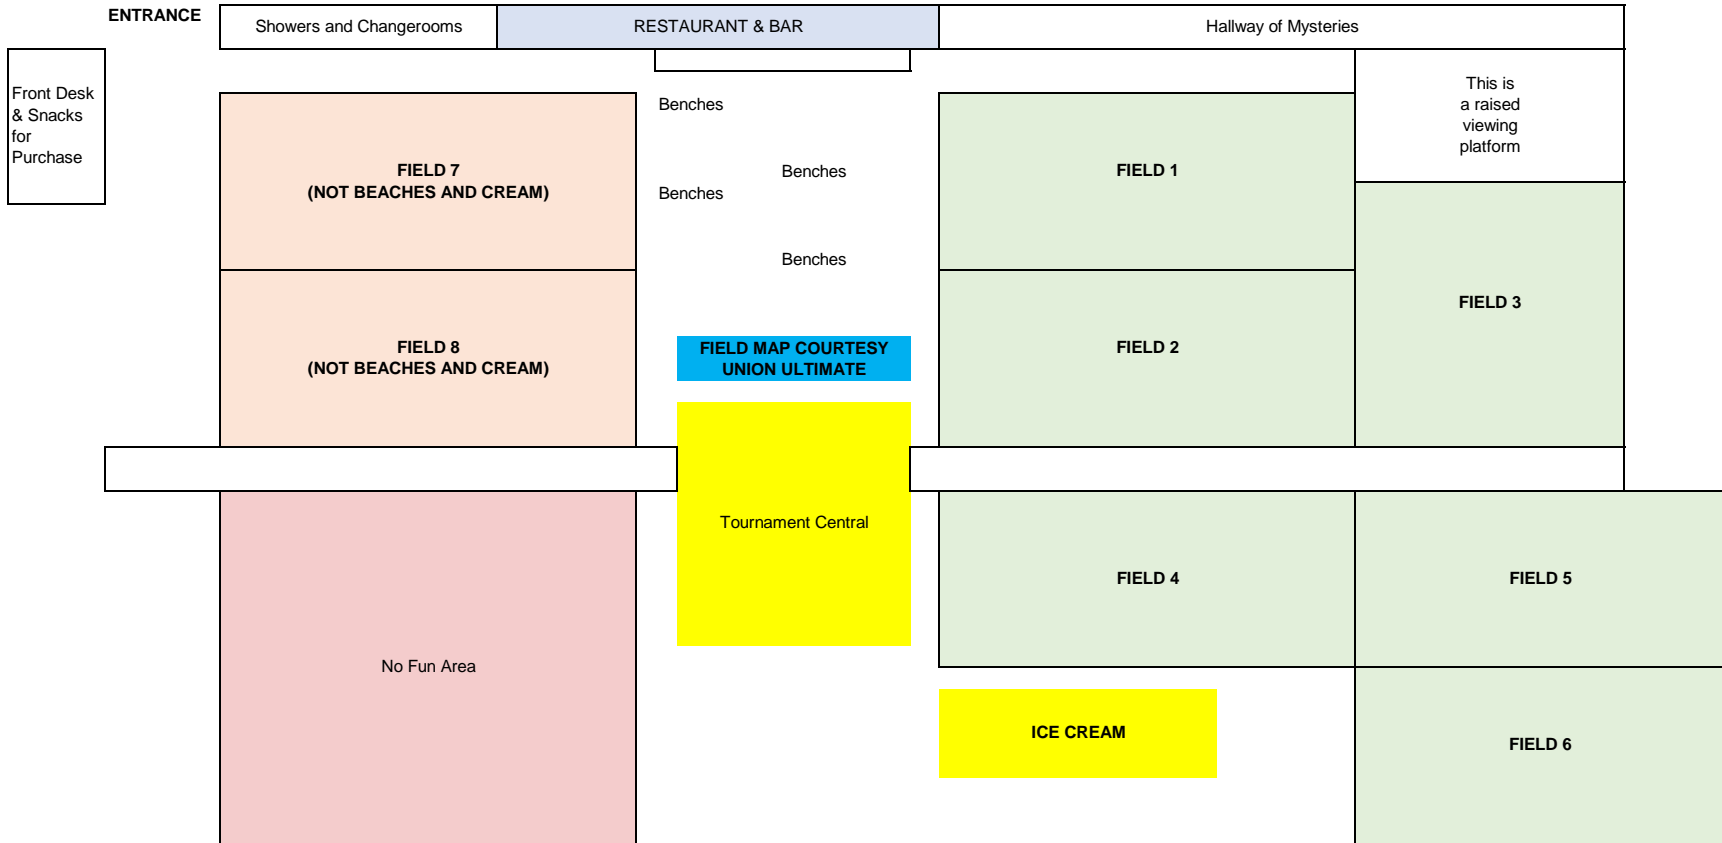 ENTRANCE
Showers and Changerooms
RESTAURANT & BAR
Hallway of Mysteries
Front Desk
& Snacks
for
Purchase
This is
a raised
viewing
platform
Benches
Benches
Benches
Benches
FIELD 7
(NOT BEACHES AND CREAM)
FIELD 1
FIELD 3
FIELD 8
(NOT BEACHES AND CREAM)
FIELD MAP COURTESY
UNION ULTIMATE
FIELD 2
Tournament Central
FIELD 4
FIELD 5
No Fun Area
ICE CREAM
FIELD 6